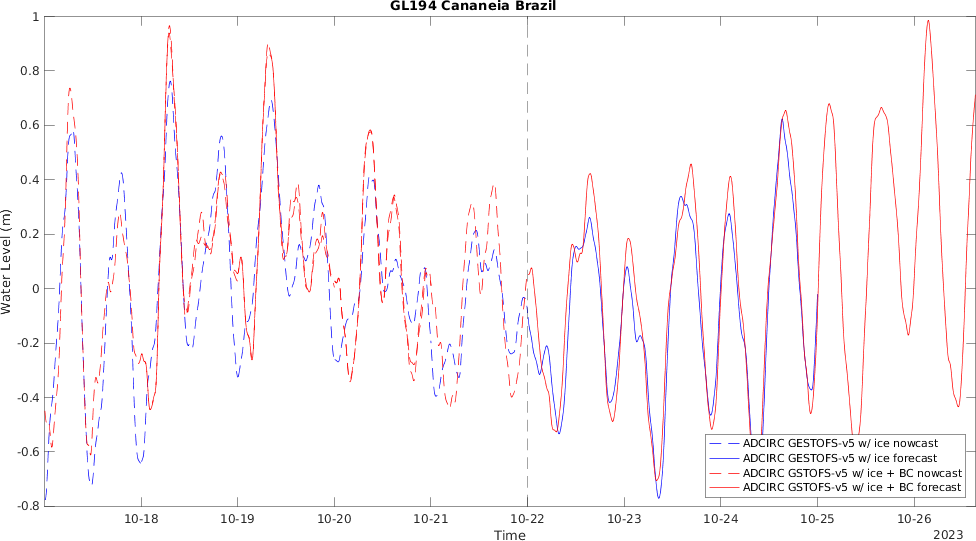 GL194 Cananeia Brazil
1
0.8
0.6
0.4
0.2
0
-0.2
-0.4
-0.6
-0.8
Water Level (m)
ADCIRC GESTOFS-v5 w/ ice nowcast
ADCIRC GESTOFS-v5 w/ ice forecast
ADCIRC GSTOFS-v5 w/ ice + BC nowcast
ADCIRC GSTOFS-v5 w/ ice + BC forecast
10-18 10-19 10-20 10-21 10-22 10-23 10-24 10-25 10-26
Time
2023